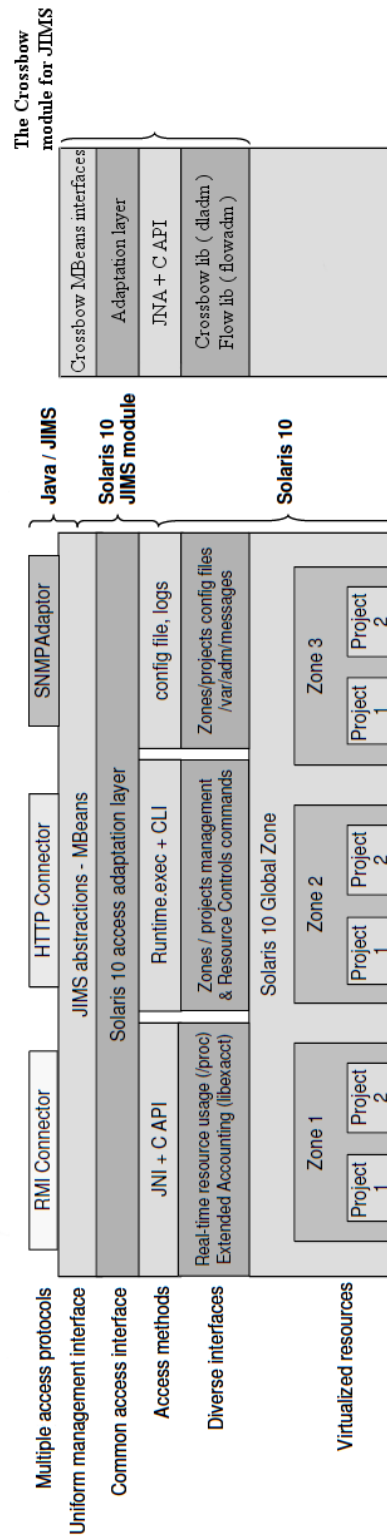 The Crossbow
module for JIMS
Multiple access protocols
RMI Connector
HTTP Connector
SNMPAdaptor
Java / JIMS
Uniform management interface
JIMS abstractions - MBeans
Crossbow MBeans interfaces
Common access interface
Solaris 10 access adaptation layer
Solaris 10
JIMS module
Adaptation layer
Access methods
JNI + C API
Runtime.exec + CLI
config file, logs
JNA + C API
Diverse interfaces
Real-time resource usage (/proc)
Extended Accounting (libexacct)
Zones / projects management
& Resource Controls commands
Zones/projects config files
/var/adm/messages
Crossbow lib ( dladm )
Flow lib ( flowadm )
Solaris 10
Solaris 10 Global Zone
Virtualized resources
Zone 1
Project
1
Project
2
Zone 2
Project
1
Project
2
Zone 3
Project
1
Project
2